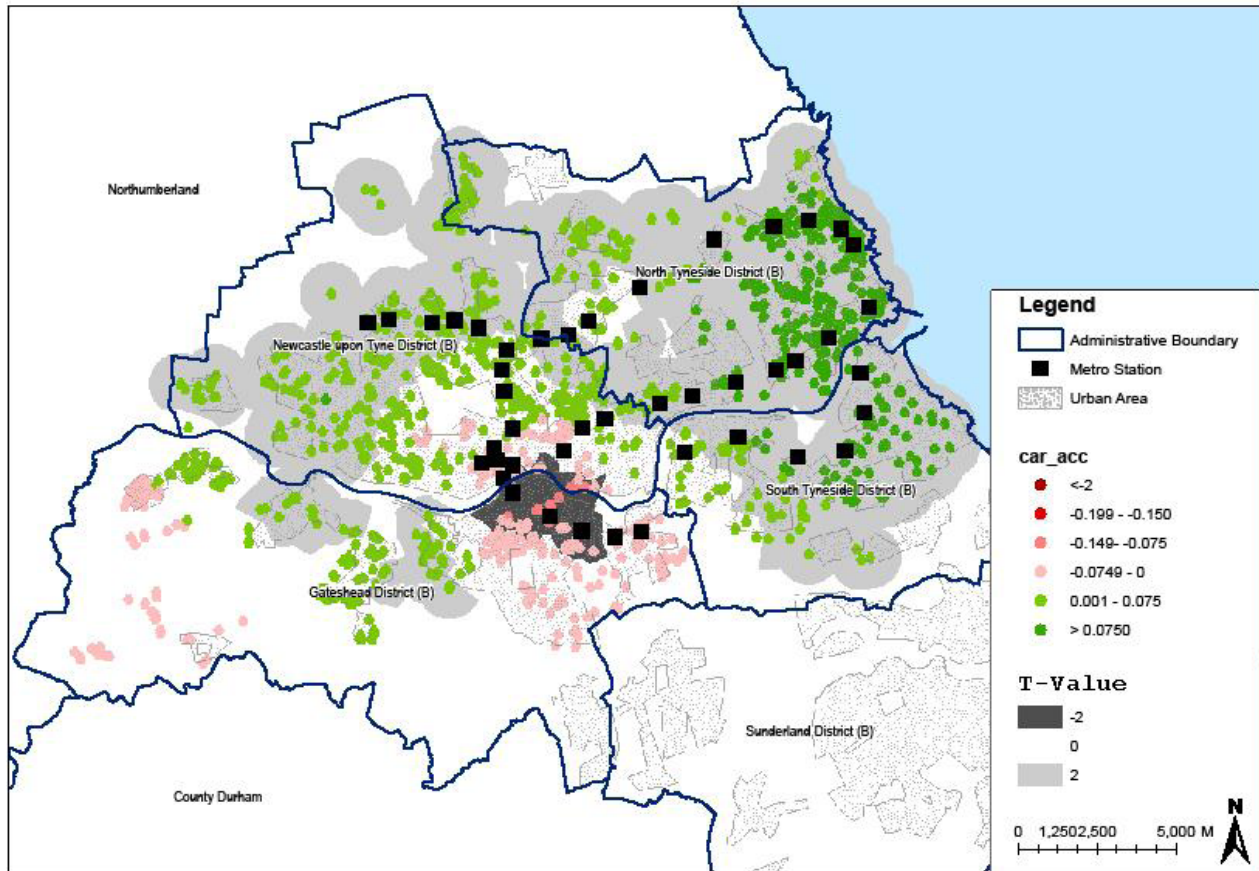 Northumberland
North Tyneside District (B)
Newcastle upon Tyne District (B)
South Tyneside District (B)
Gateshead District (B)
Sunderland District (B)
County Durham
Legend
Administrative Boundary
Metro Station
Urban Area
car_acc
<-2
-0.199 - -0.150
-0.149- -0.075
-0.0749 - 0
0.001 - 0.075
> 0.0750
T-Value
-2
0
2
N
0 1,2502,500 5,000 M